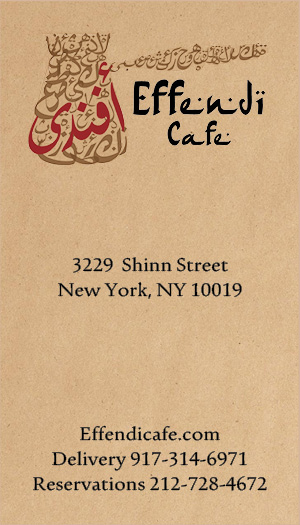 أفندي
Effendi
Cafe
3229 Shinn Street
New York, NY 10019
Effendicafe.com
Delivery 917-314-6971
Reservations 212-728-4672